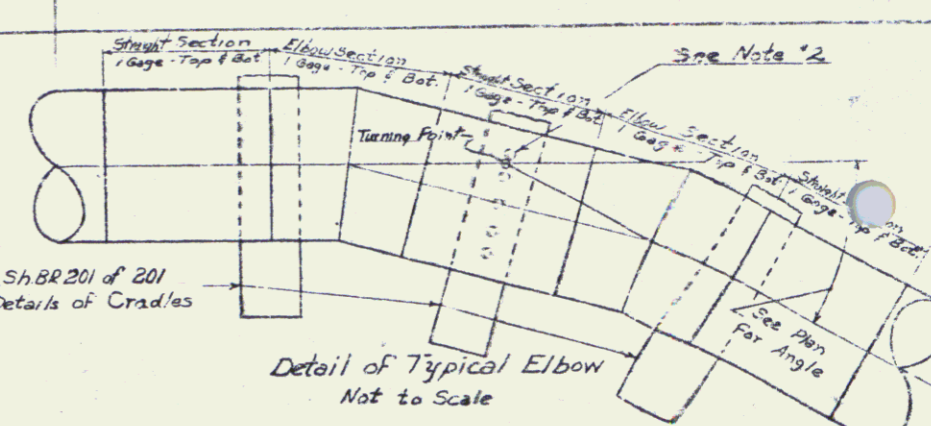 Straight Section
1 Gage - Top & Bot.
Elbow Section
1 Gage - Top & Bot.
Straight Section
1 Gage - Top & Bot.
Elbow Section
1 Gage - Top & Bot.
Straight
1 Gage - Top & Bot.
See Note #2
Turning Point
Sh.BR 201 of 201
Details of Cradles
See Plan
For Angle
Detail of Typical Elbow
Not to Scale